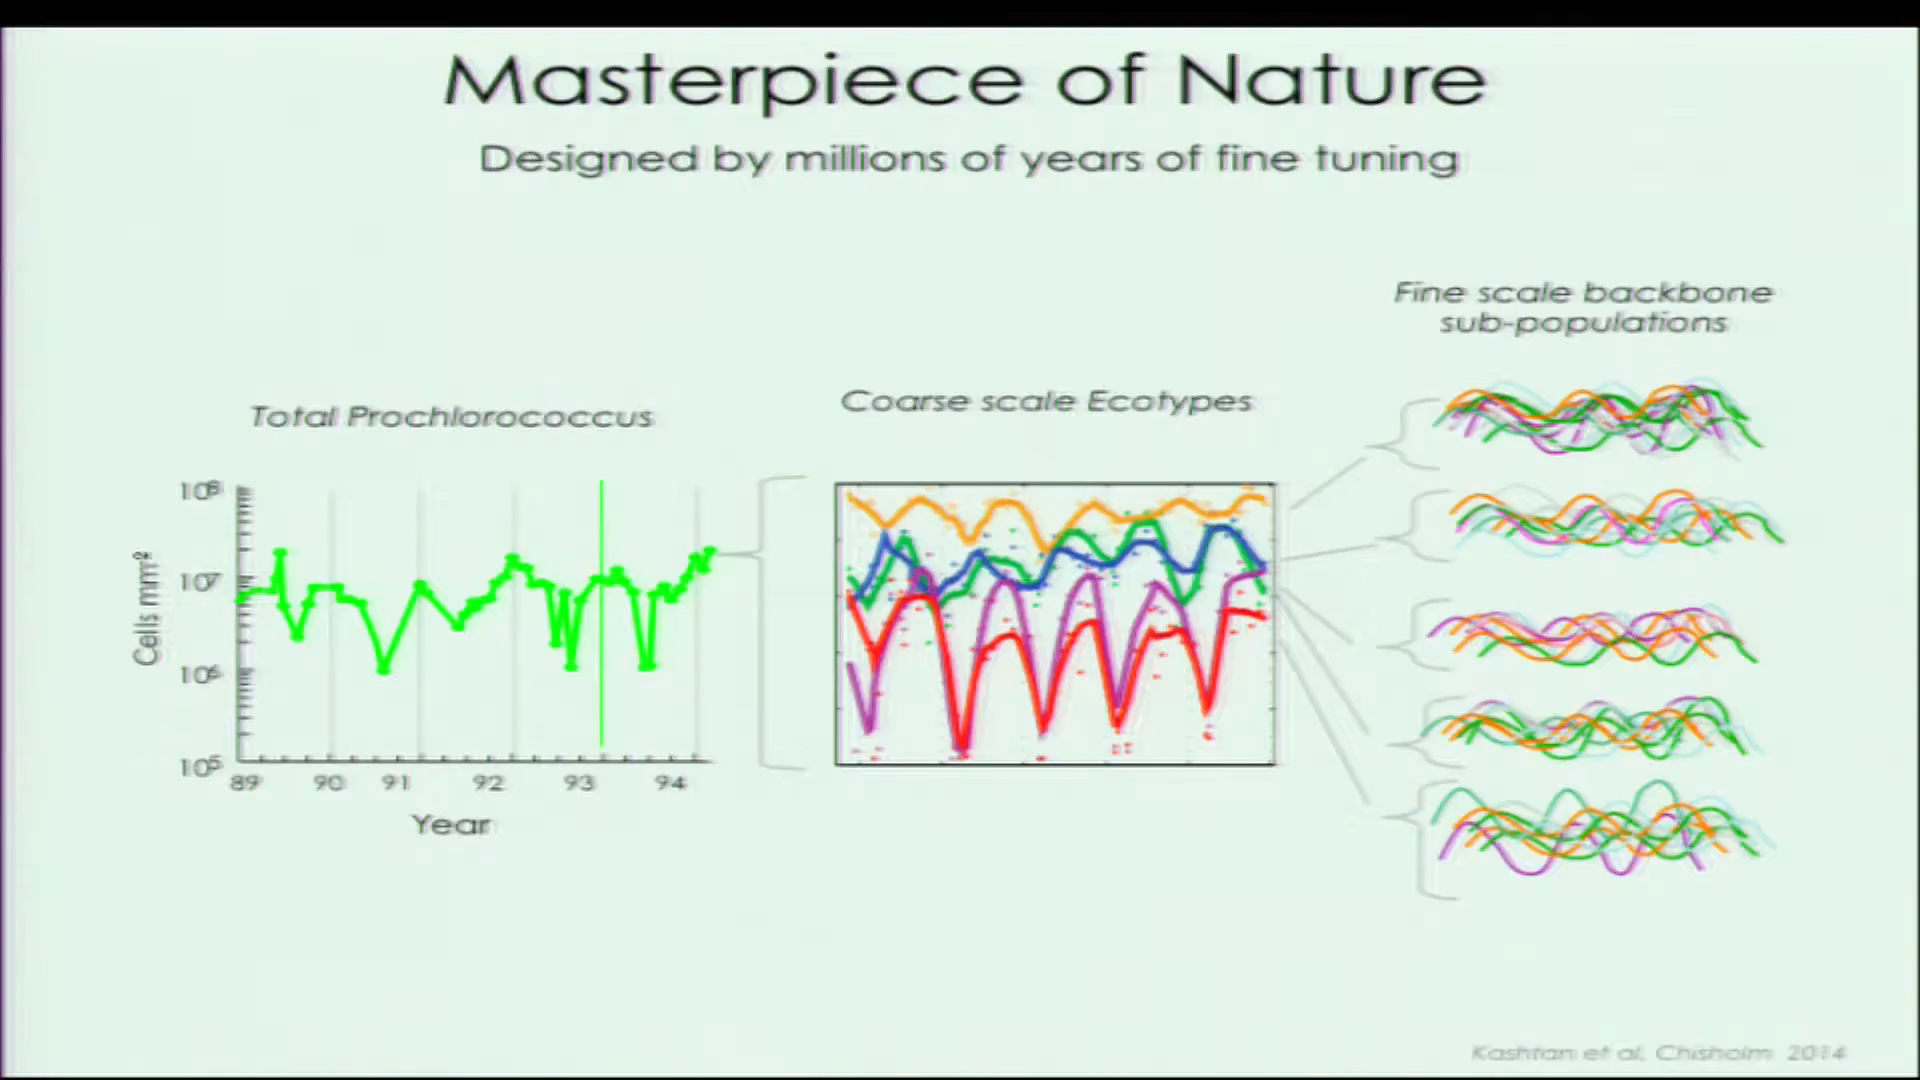 Masterpiece of Nature
Designed by millions of years of fine tuning
Fine scale backbone
sub-populations
Total Prochlorococcus
Coarse scale Ecotypes
10⁸
10⁷
10⁶
10⁵
Cells mm²
89 90 91 92 93 94
Year
Kashtan et al, Chisholm 2014